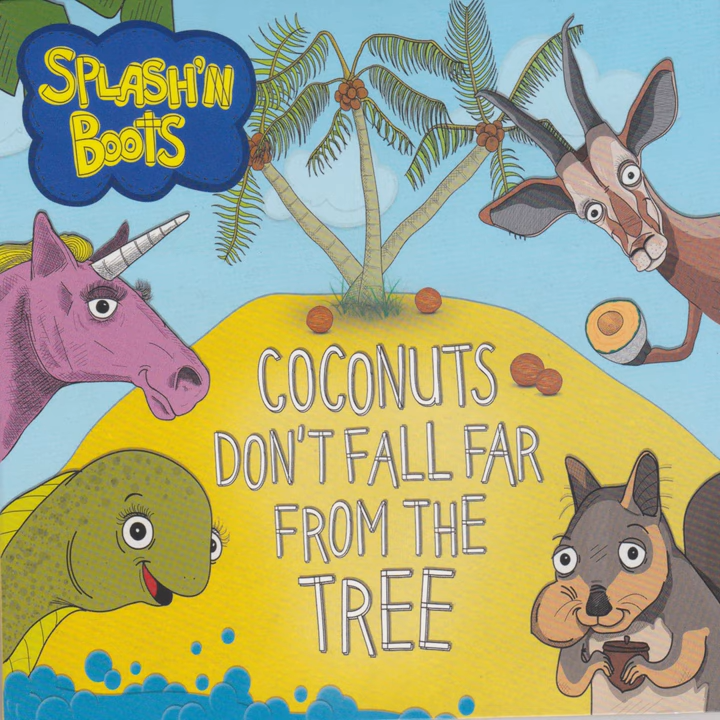 SPLASH'N
BOOTS
COCONUTS
DON'T FALL FAR
FROM THE
TREE